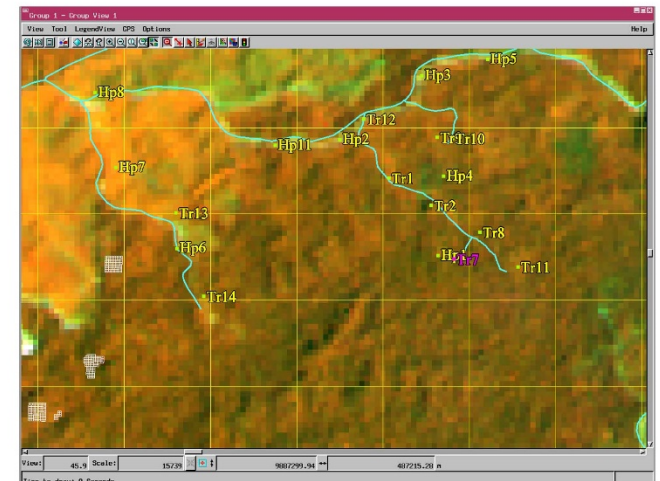 Group 1 - Group View 1
View Tool LegendView GPS Options Help
Hp5
Hp3
Hp8
Tr12
Hp11 Hp2 Tr10
Hp7 Tr1 Hp4
Tr13 Tr2
Tr8
Hp6
Tr7 Tr11
Tr14
View: 45.9 Scale: 15739 9887299.94 487215.28 m